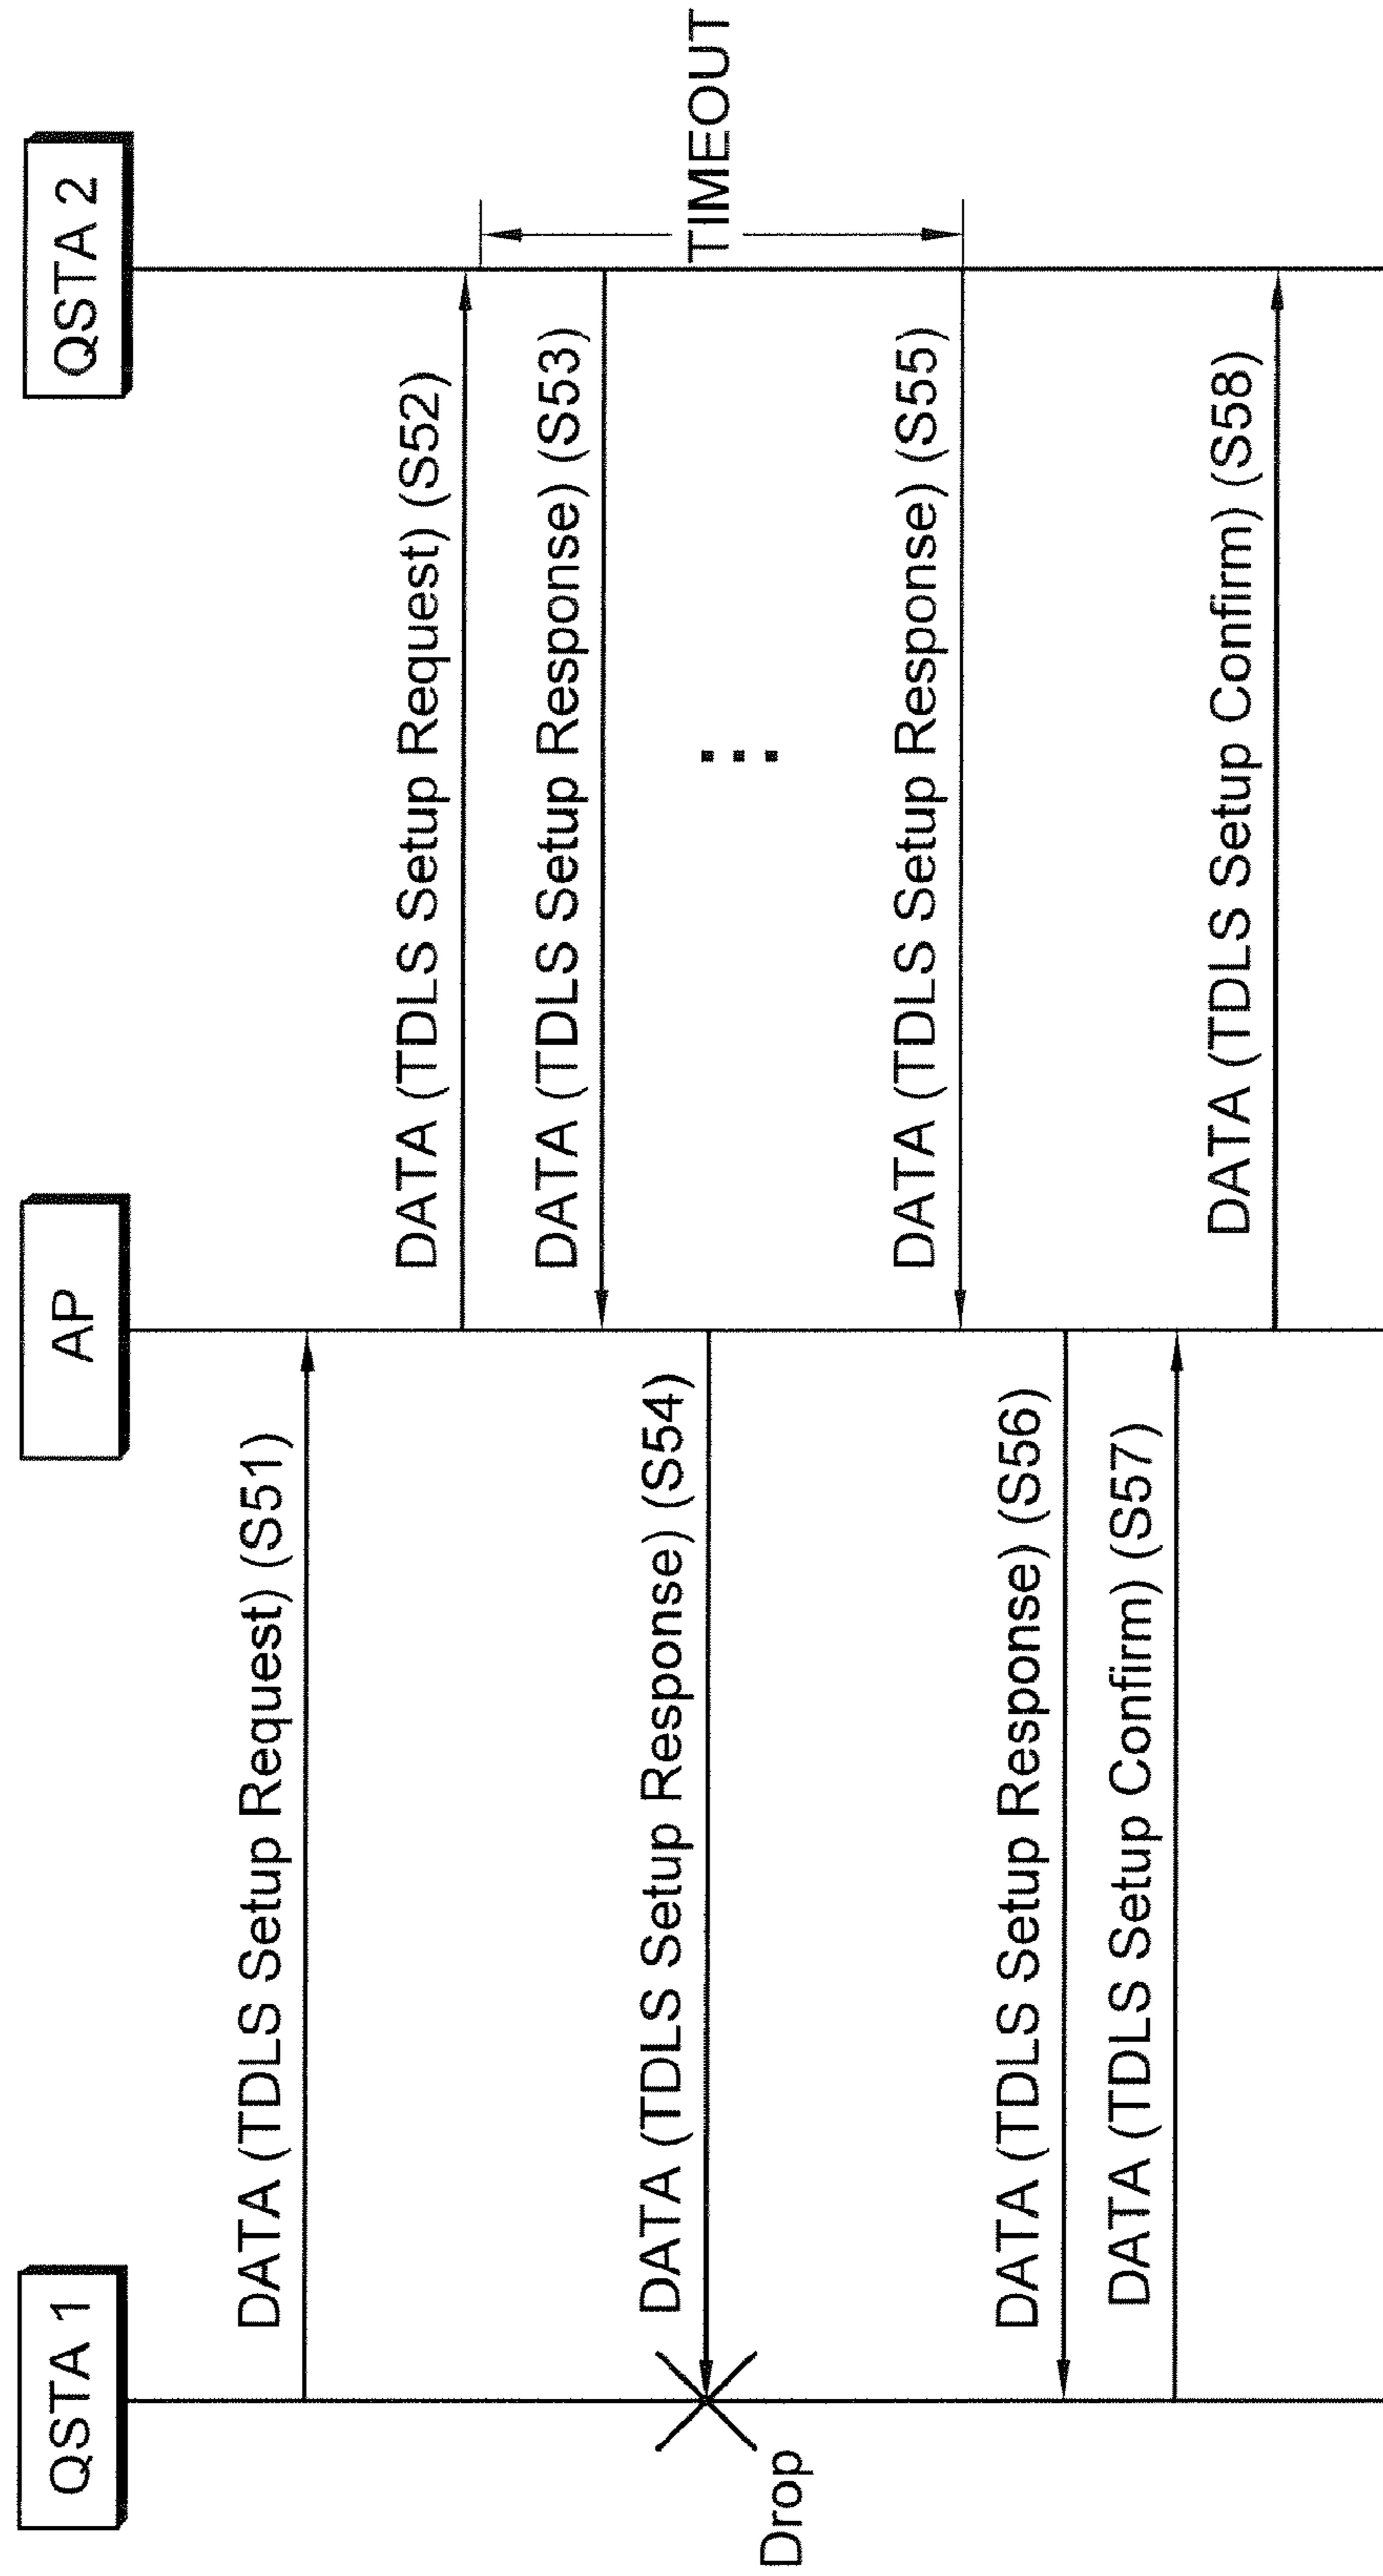 QSTA 1
AP
QSTA 2
DATA (TDLS Setup Request) (S51)
DATA (TDLS Setup Request) (S52)
DATA (TDLS Setup Response) (S53)
DATA (TDLS Setup Response) (S54)
Drop
TIMEOUT
DATA (TDLS Setup Response) (S55)
DATA (TDLS Setup Response) (S56)
DATA (TDLS Setup Confirm) (S57)
DATA (TDLS Setup Confirm) (S58)